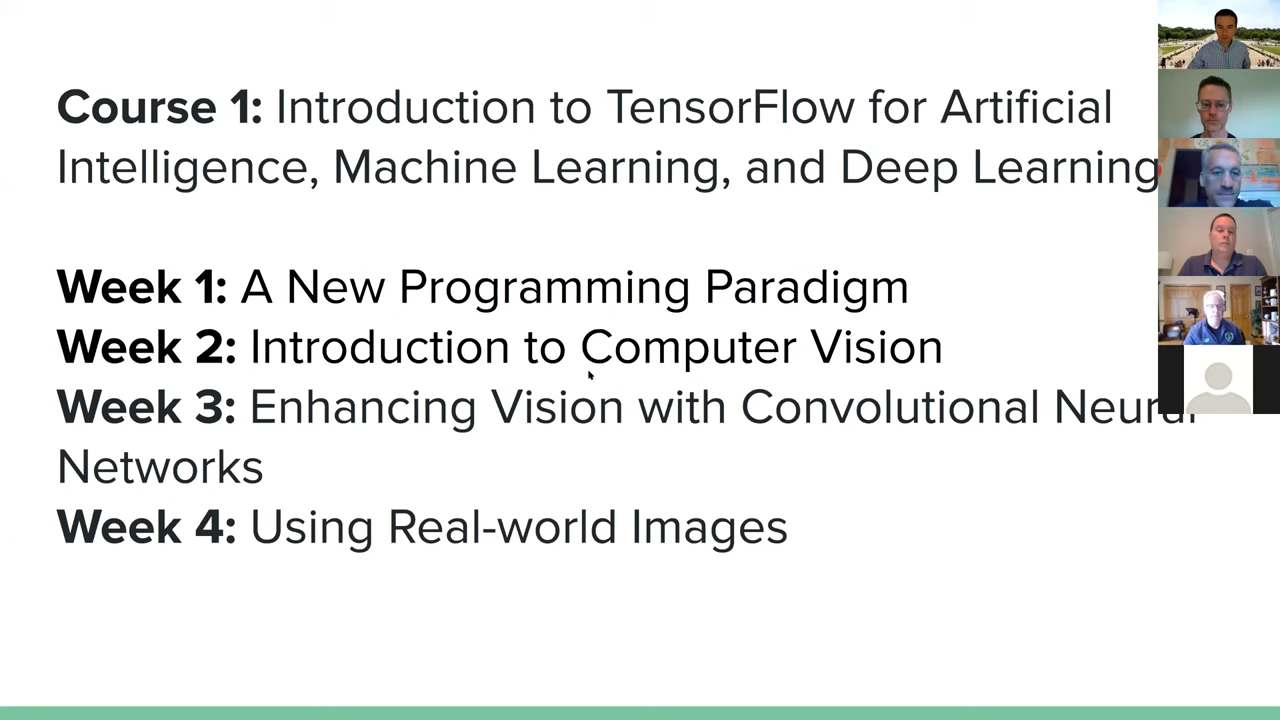 Course 1: Introduction to TensorFlow for Artificial
Intelligence, Machine Learning, and Deep Learning
Week 1: A New Programming Paradigm
Week 2: Introduction to Computer Vision
Week 3: Enhancing Vision with Convolutional Neural
Networks
Week 4: Using Real-world Images